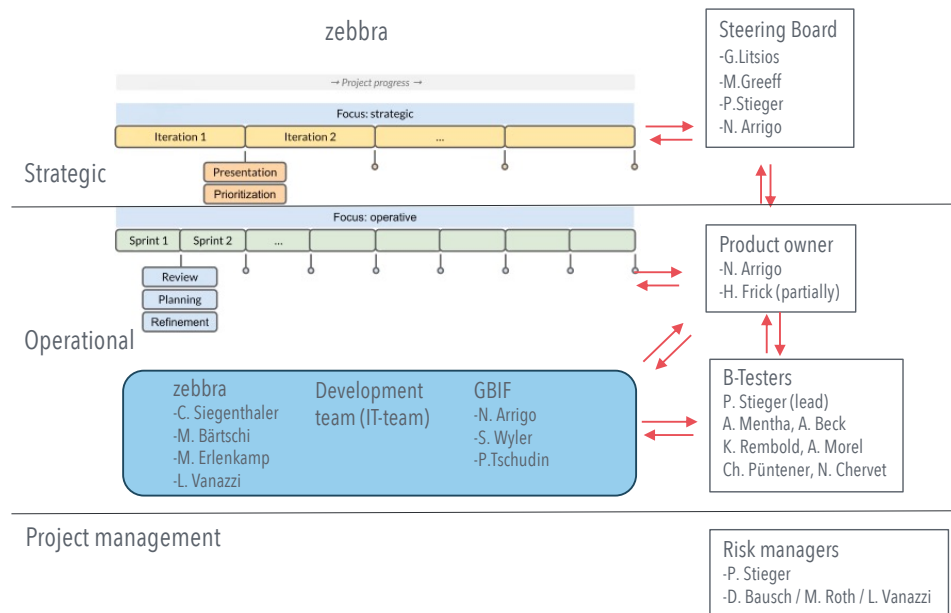 zebbra
→ Project progress →
Focus: strategic
Iteration 1
Iteration 2
...
Presentation
Prioritization
Strategic
Steering Board
-G.Litsios
-M.Greeff
-P.Stieger
-N. Arrigo
Focus: operative
Sprint 1
Sprint 2
...
Review
Planning
Refinement
Operational
Product owner
-N. Arrigo
-H. Frick (partially)
zebbra
-C. Siegenthaler
-M. Bärtschi
-M. Erlenkamp
-L. Vanazzi
Development
team (IT-team)
GBIF
-N. Arrigo
-S. Wyler
-P.Tschudin
B-Testers
P. Stieger (lead)
A. Mentha, A. Beck
K. Rembold, A. Morel
Ch. Püntener, N. Chervet
Project management
Risk managers
-P. Stieger
-D. Bausch / M. Roth / L. Vanazzi